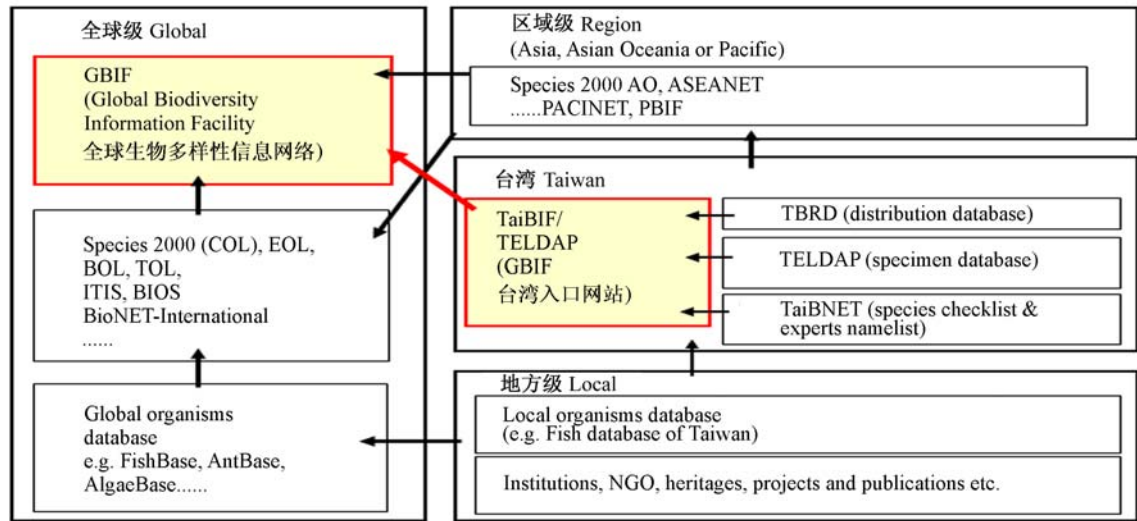 全球级 Global
GBIF
(Global Biodiversity
Information Facility
全球生物多样性信息网络)
Species 2000 (COL), EOL,
BOL, TOL,
ITIS, BIOS
BioNET-International
......
Global organisms
database
e.g. FishBase, AntBase,
AlgaeBase......
区域级 Region
(Asia, Asian Oceania or Pacific)
Species 2000 AO, ASEANET
......PACINET, PBIF
台湾 Taiwan
TaiBIF/
TELDAP
(GBIF
台湾入口网站)
TBRD (distribution database)
TELDAP (specimen database)
TaiBNET (species checklist &
experts namelist)
地方级 Local
Local organisms database
(e.g. Fish database of Taiwan)
Institutions, NGO, heritages, projects and publications etc.